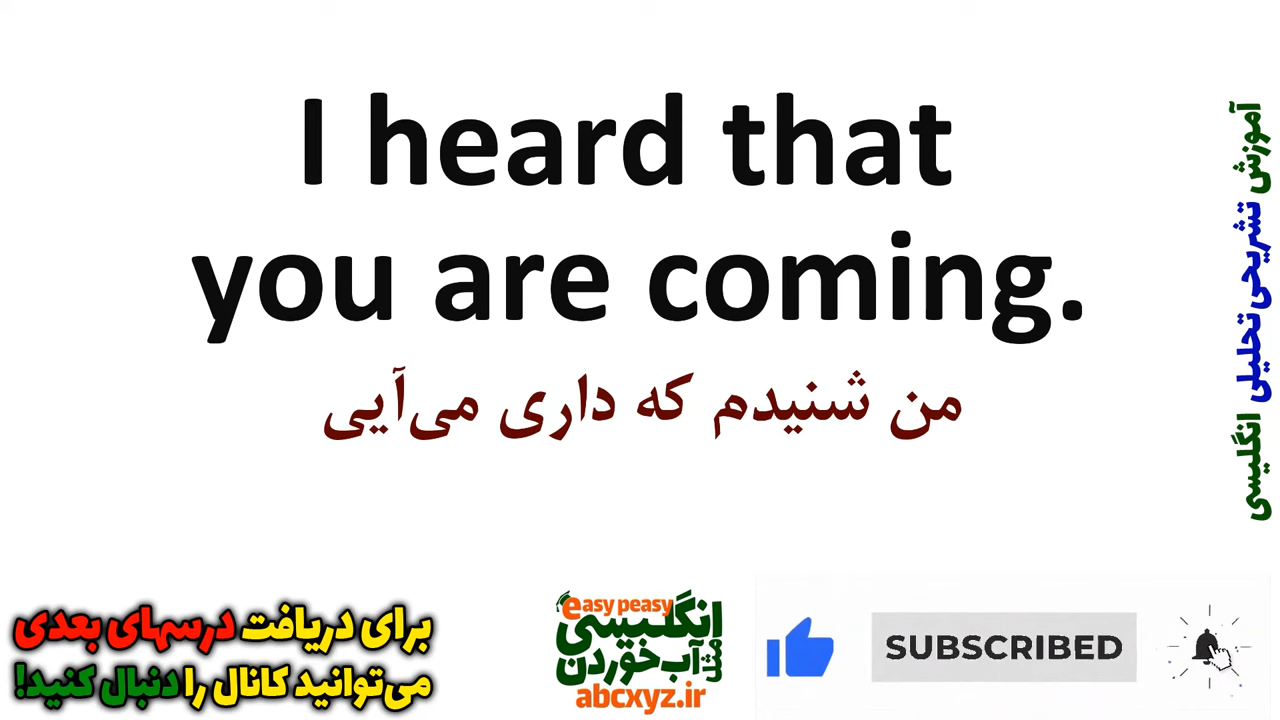 I heard that
you are coming.
من شنیدم که داری می‌آیی
آموزش تشریحی تحلیلی انگلیسی
برای دریافت درسهای بعدی
می‌توانید کانال را دنبال کنید!
easy peasy
انگلیسی
مثل آب خوردن
abcxyz.ir
SUBSCRIBED